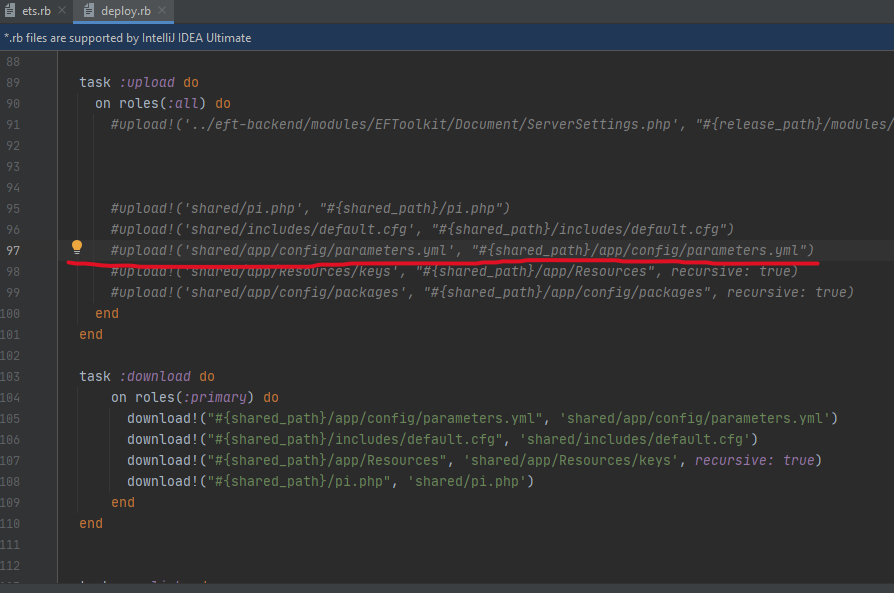 ets.rb
deploy.rb
*.rb files are supported by IntelliJ IDEA Ultimate
88
89 task :upload do
90 on roles(:all) do
91 #upload!('../eft-backend/modules/EFToolkit/Document/ServerSettings.php', "#{release_path}/modules/
92
93
94
95 #upload!('shared/pi.php', "#{shared_path}/pi.php")
96 #upload!('shared/includes/default.cfg', "#{shared_path}/includes/default.cfg")
97 #upload!('shared/app/config/parameters.yml', "#{shared_path}/app/config/parameters.yml")
98 #upload!('shared/app/Resources/keys', "#{shared_path}/app/Resources", recursive: true)
99 #upload!('shared/app/config/packages', "#{shared_path}/app/config/packages", recursive: true)
100 end
101 end
102
103 task :download do
104 on roles(:primary) do
105 download!("#{shared_path}/app/config/parameters.yml", 'shared/app/config/parameters.yml')
106 download!("#{shared_path}/includes/default.cfg", 'shared/includes/default.cfg')
107 download!("#{shared_path}/app/Resources", 'shared/app/Resources/keys', recursive: true)
108 download!("#{shared_path}/pi.php", 'shared/pi.php')
109 end
110 end
111
112